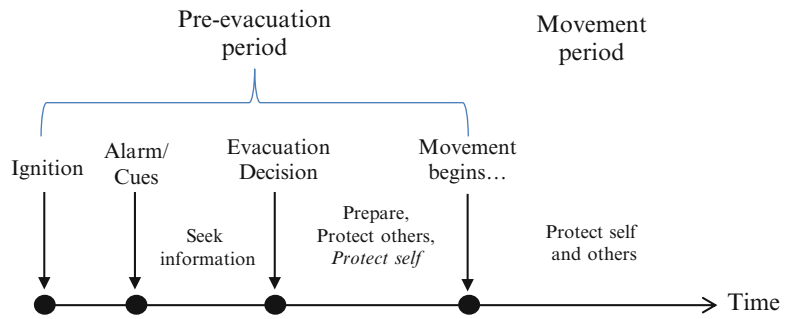 Pre-evacuation
period
Movement
period
Ignition
Alarm/
Cues
Evacuation
Decision
Movement
begins…
Seek
information
Prepare,
Protect others,
Protect self
Protect self
and others
Time